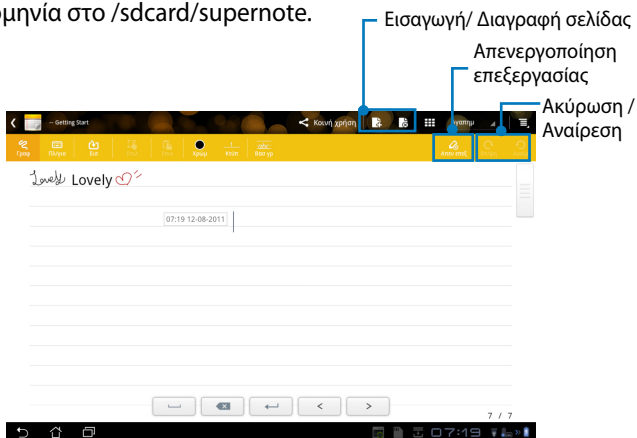 ομηνία στο /sdcard/supernote.
Εισαγωγή/ Διαγραφή σελίδας
Απενεργοποίηση
επεξεργασίας
Ακύρωση /
Αναίρεση
-- Getting Start
Κοινή χρήση
Lovely Lovely
07:19 12-08-2011
7 / 7
07:19